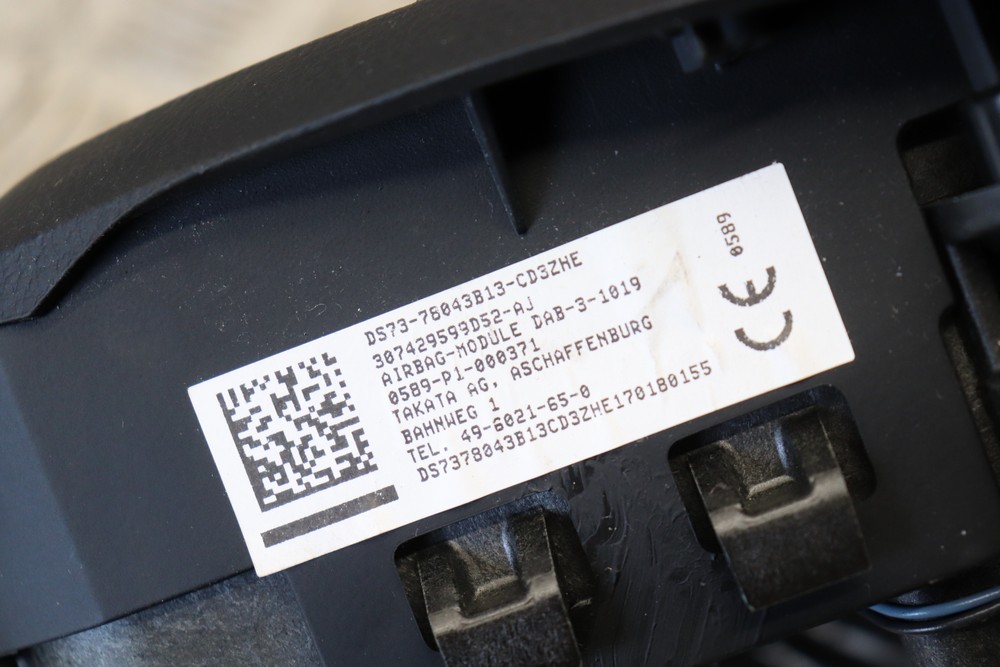 DS73-78043B13-CD3ZHE
307429599D52-AJ
AIRBAG-MODULE DAB-3-1019
0589-P1-000371
TAKATA AG, ASCHAFFENBURG
BAHNWEG 1
TEL. 49-6021-65-0
DS7378043B13CD3ZHE1701B0155
CE 0589